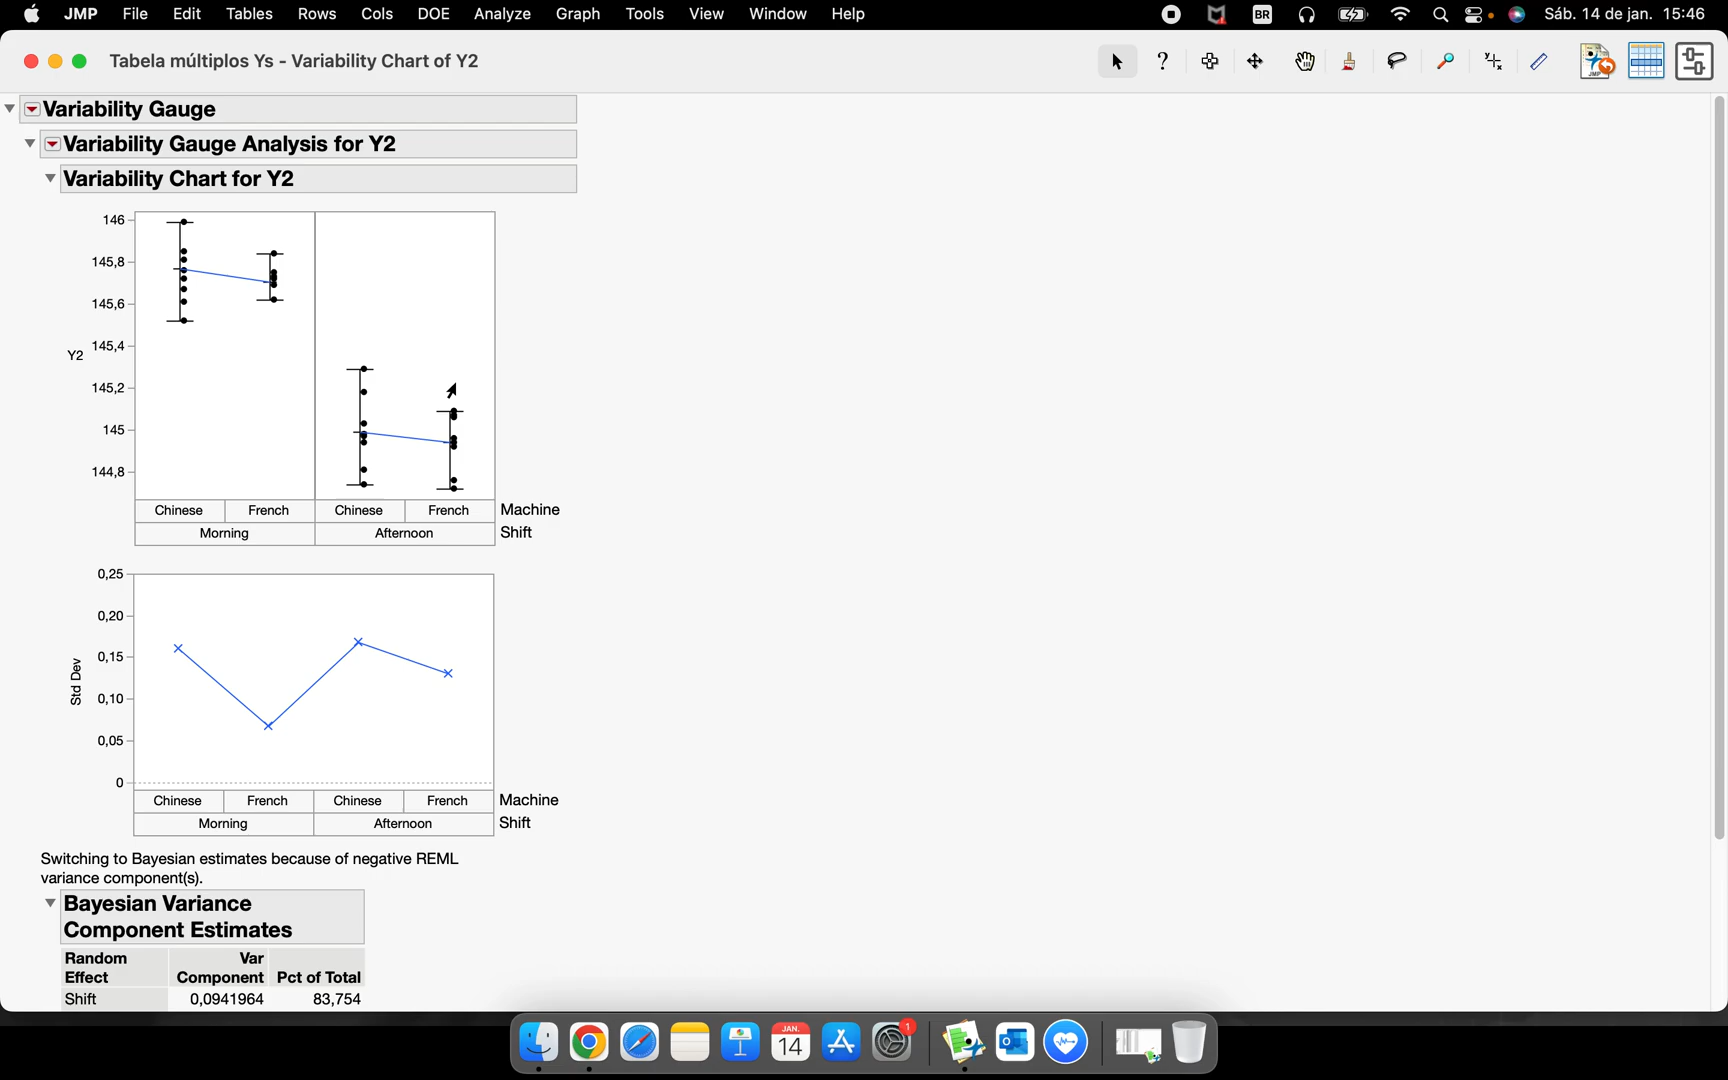 JMP File Edit Tables Rows Cols DOE Analyze Graph Tools View Window Help BR Sáb. 14 de jan. 15:46
Tabela múltiplos Ys - Variability Chart of Y2
Variability Gauge
Variability Gauge Analysis for Y2
Variability Chart for Y2
146
145,8
145,6
145,4
Y2
145,2
145
144,8
Chinese French Chinese French Machine
Morning Afternoon Shift
0,25
0,20
0,15
Std Dev
0,10
0,05
0
Chinese French Chinese French Machine
Morning Afternoon Shift
Switching to Bayesian estimates because of negative REML
variance component(s).
Bayesian Variance
Component Estimates
Random Var
Effect Component Pct of Total
Shift 0,0941964 83,754
JAN.
14
1